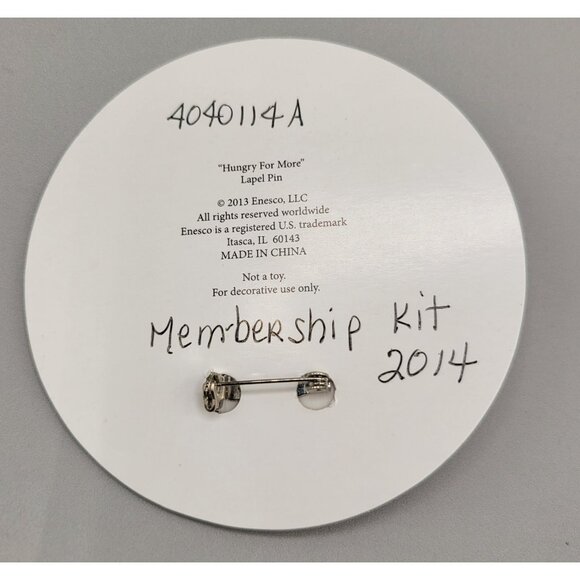 4040114A
"Hungry For More"
Lapel Pin
© 2013 Enesco, LLC
All rights reserved worldwide
Enesco is a registered U.S. trademark
Itasca, IL 60143
MADE IN CHINA
Not a toy.
For decorative use only.
Membership Kit
2014